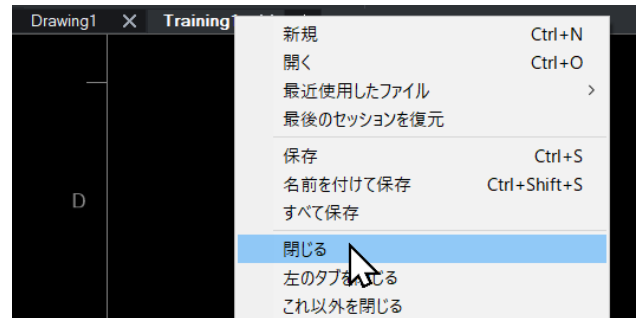 Drawing1
Training1
新規 Ctrl+N
開く Ctrl+O
最近使用したファイル
最後のセッションを復元
保存 Ctrl+S
名前を付けて保存 Ctrl+Shift+S
すべて保存
D
閉じる
左のタブを閉じる
これ以外を閉じる